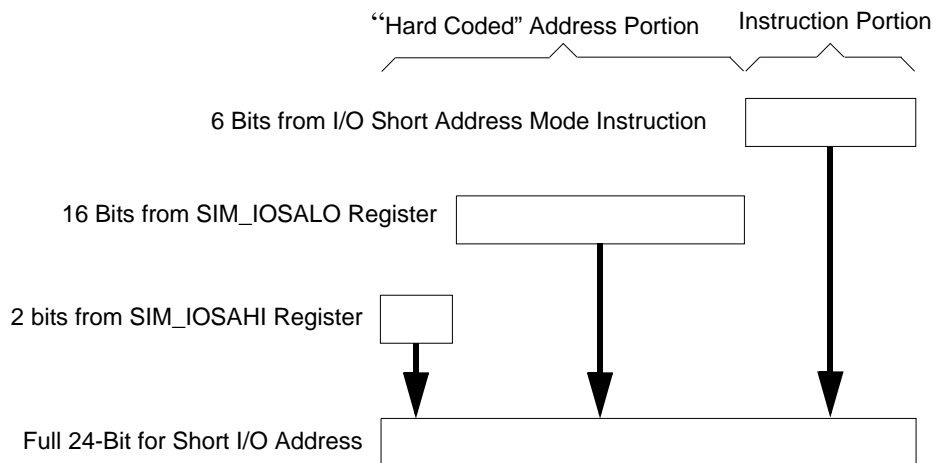 “Hard Coded” Address Portion
Instruction Portion
6 Bits from I/O Short Address Mode Instruction
16 Bits from SIM_IOSALO Register
2 bits from SIM_IOSAHI Register
Full 24-Bit for Short I/O Address